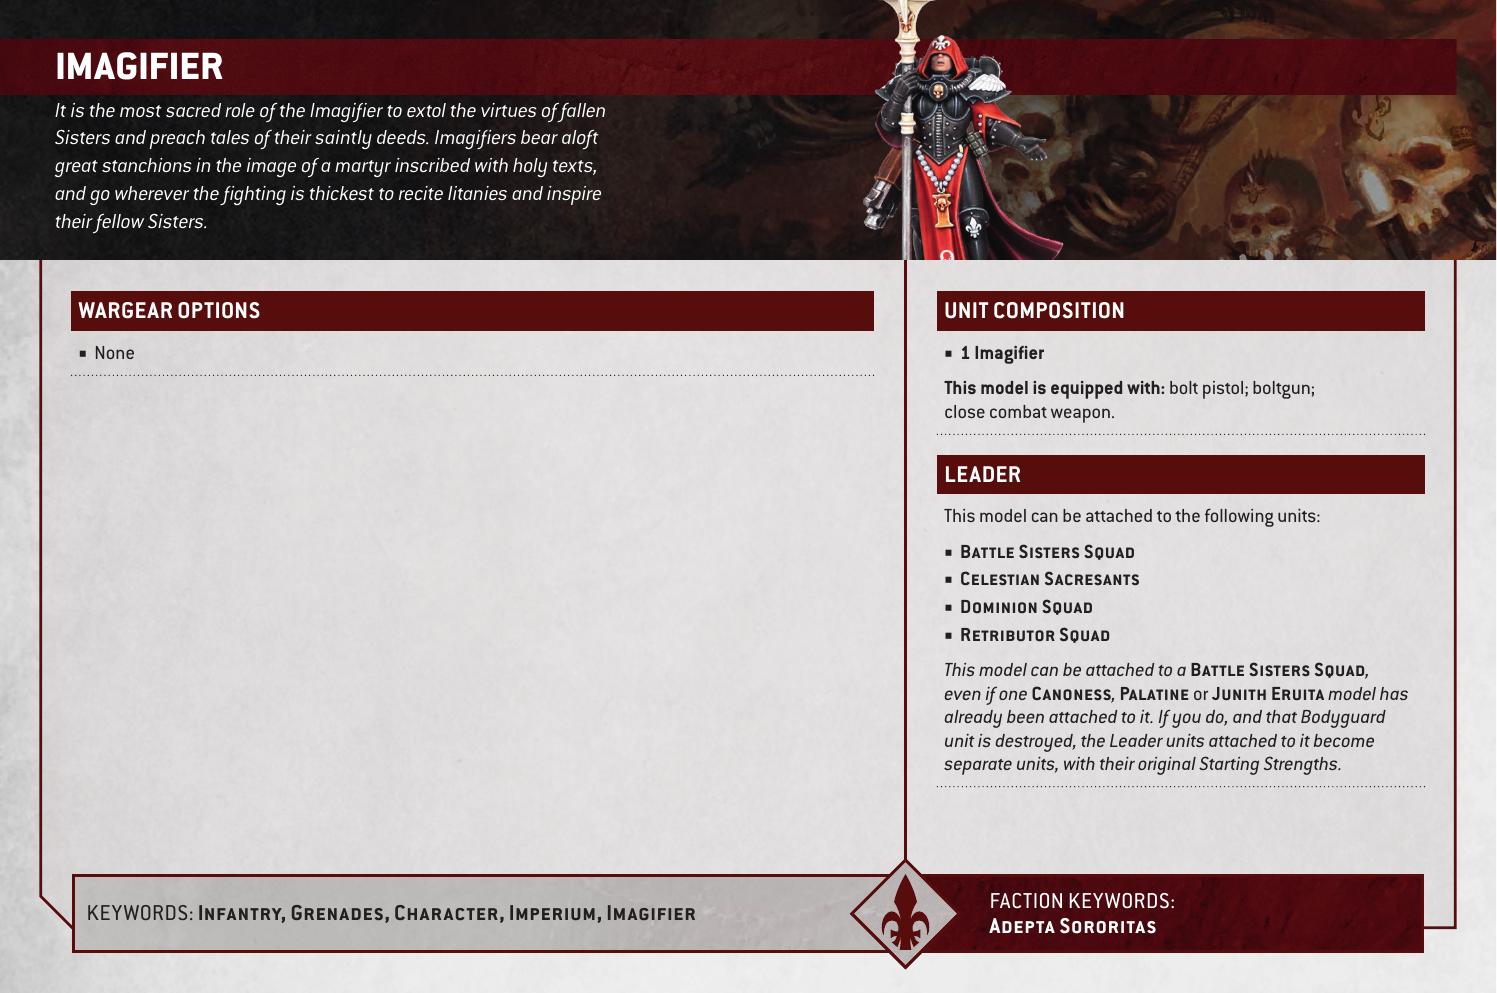 IMAGIFIER
It is the most sacred role of the Imagifier to extol the virtues of fallen
Sisters and preach tales of their saintly deeds. Imagifiers bear aloft
great stanchions in the image of a martyr inscribed with holy texts,
and go wherever the fighting is thickest to recite litanies and inspire
their fellow Sisters.
WARGEAR OPTIONS
■ None
UNIT COMPOSITION
■ 1 Imagifier
This model is equipped with: bolt pistol; boltgun;
close combat weapon.
LEADER
This model can be attached to the following units:
■ Battle Sisters Squad
■ Celestian Sacresants
■ Dominion Squad
■ Retributor Squad
This model can be attached to a Battle Sisters Squad,
even if one Canoness, Palatine or Junith Eruita model has
already been attached to it. If you do, and that Bodyguard
unit is destroyed, the Leader units attached to it become
separate units, with their original Starting Strengths.
KEYWORDS: Infantry, Grenades, Character, Imperium, Imagifier
FACTION KEYWORDS:
Adepta Sororitas